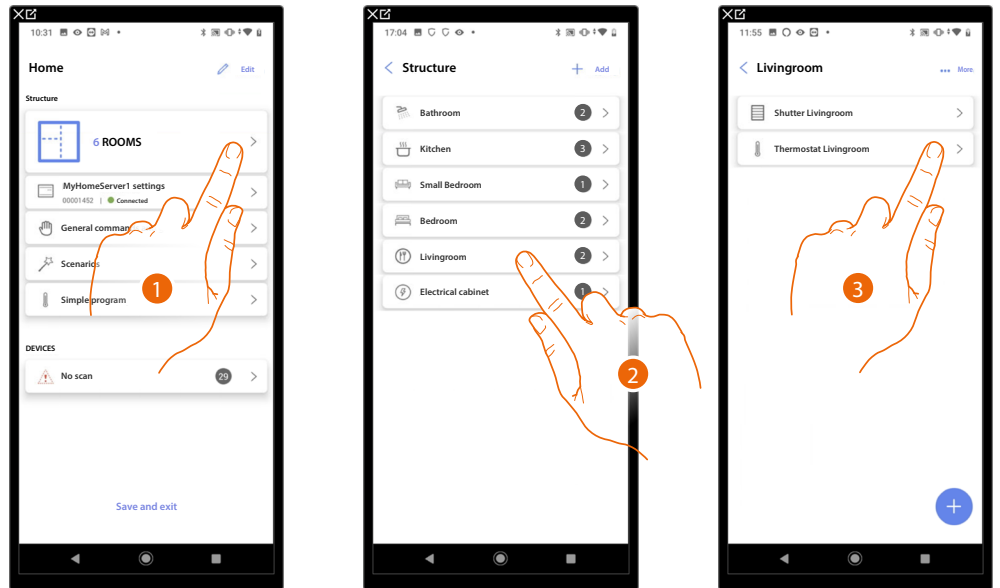 10:31
Home
Edit
Structure
6 ROOMS
MyHomeServer1 settings
00001452 | Connected
General comman
Scenarios
Simple program
DEVICES
No scan 29
Save and exit
1
17:04
Structure
Add
Bathroom 2
Kitchen 3
Small Bedroom 1
Bedroom 2
Livingroom 2
Electrical cabinet 1
2
11:55
Livingroom
More
Shutter Livingroom
Thermostat Livingroom
3